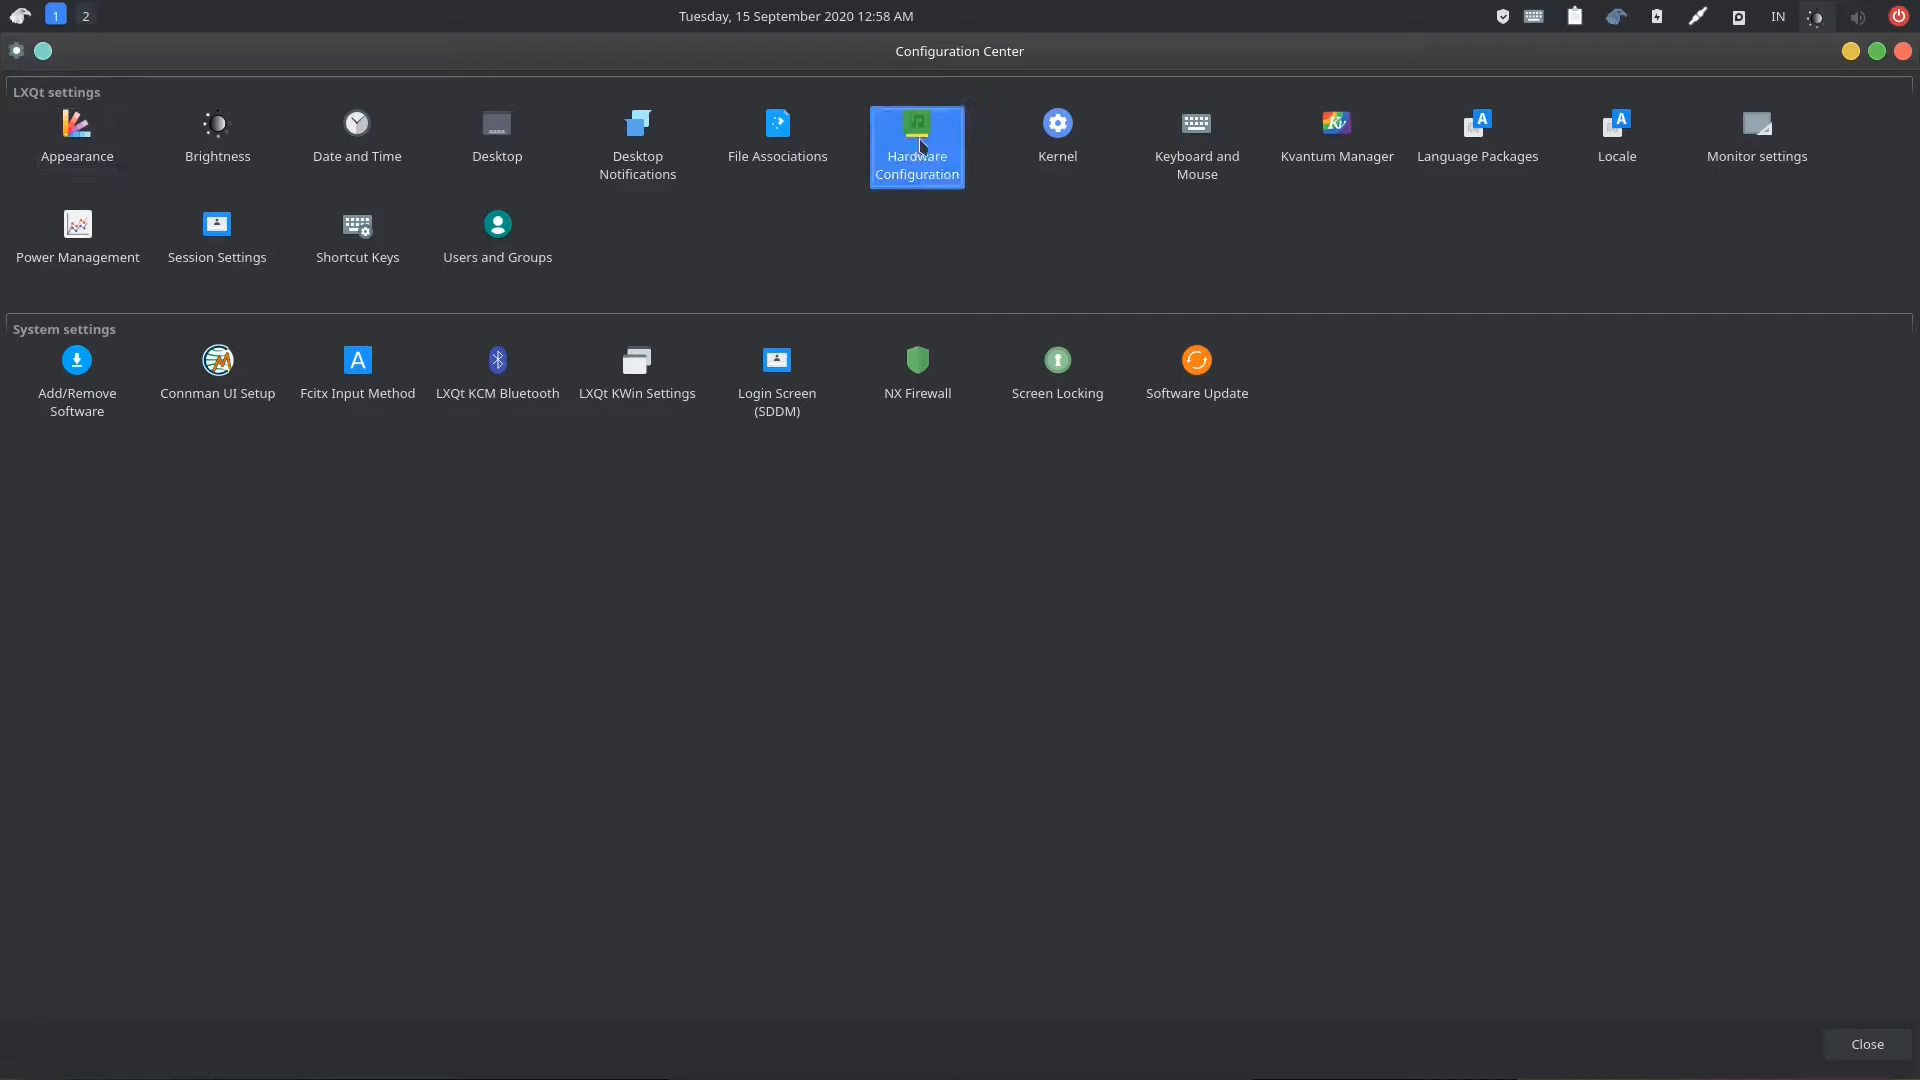 1 2 Tuesday, 15 September 2020 12:58 AM IN
Configuration Center
LXQt settings
Appearance Brightness Date and Time Desktop Desktop Notifications File Associations Hardware Configuration Kernel Keyboard and Mouse Kvantum Manager Language Packages Locale Monitor settings
Power Management Session Settings Shortcut Keys Users and Groups
System settings
Add/Remove Software Connman UI Setup Fcitx Input Method LXQt KCM Bluetooth LXQt KWin Settings Login Screen (SDDM) NX Firewall Screen Locking Software Update
Close